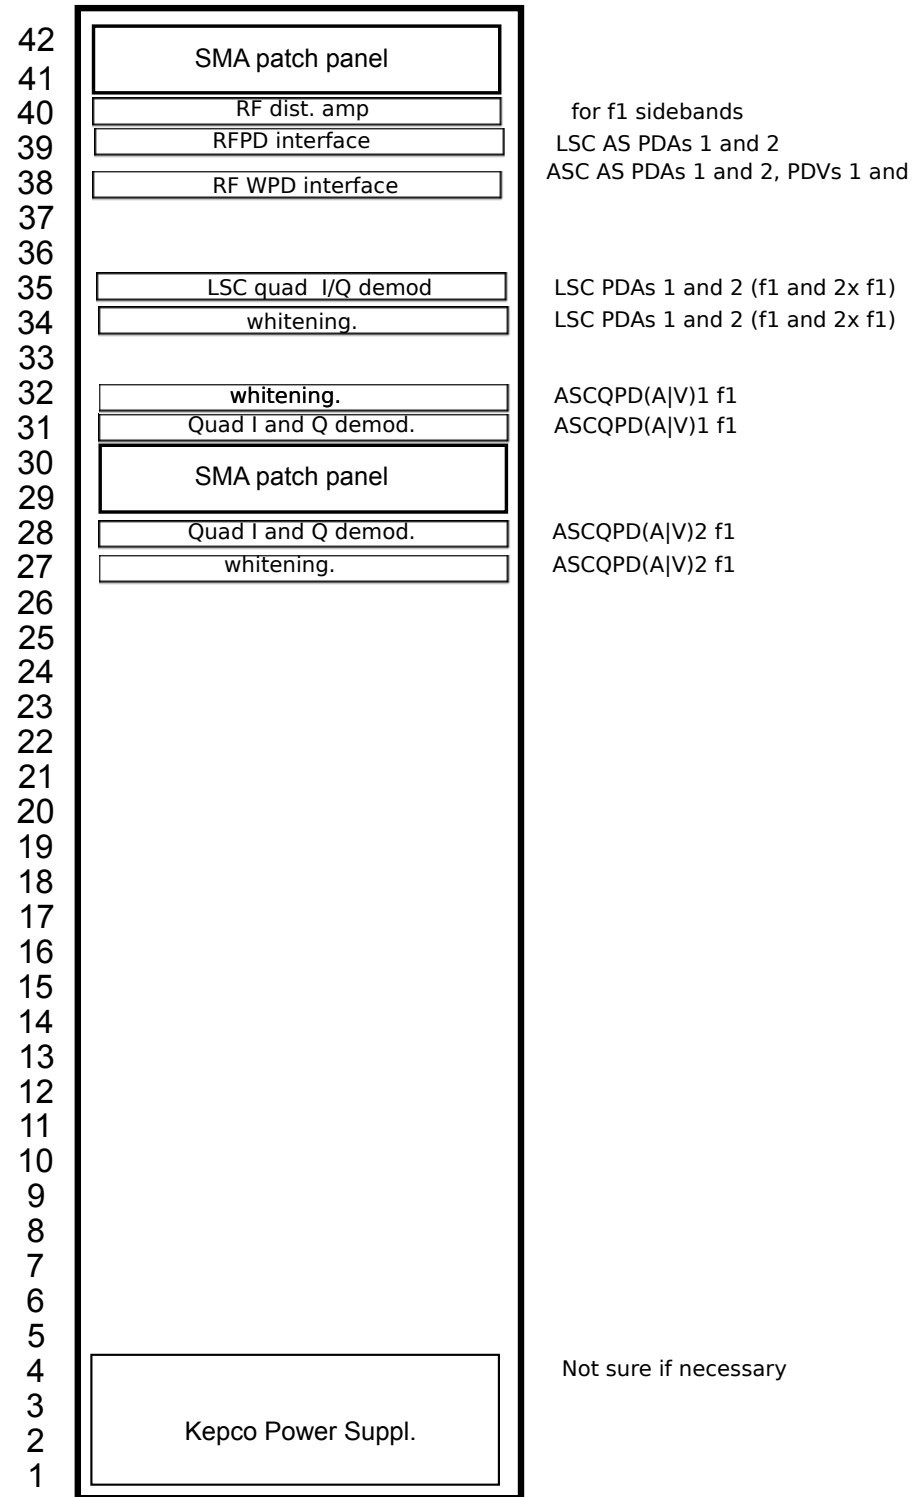 42
SMA patch panel
41
40 RF dist. amp for f1 sidebands
39 RFPD interface LSC AS PDAs 1 and 2
38 RF WPD interface ASC AS PDAs 1 and 2, PDVs 1 and
37
36
35 LSC quad I/Q demod LSC PDAs 1 and 2 (f1 and 2x f1)
34 whitening. LSC PDAs 1 and 2 (f1 and 2x f1)
33
32 whitening. ASCQPD(A|V)1 f1
31 Quad I and Q demod. ASCQPD(A|V)1 f1
30
SMA patch panel
29
28 Quad I and Q demod. ASCQPD(A|V)2 f1
27 whitening. ASCQPD(A|V)2 f1
26
25
24
23
22
21
20
19
18
17
16
15
14
13
12
11
10
9
8
7
6
5
4 Not sure if necessary
3
2 Kepco Power Suppl.
1